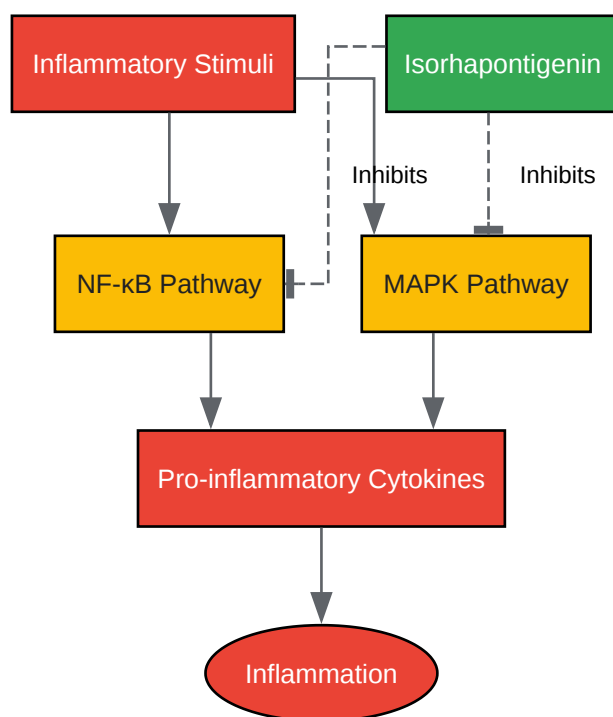 Inflammatory Stimuli
Isorhapontigenin
Inhibits
Inhibits
NF-κB Pathway
MAPK Pathway
Pro-inflammatory Cytokines
Inflammation